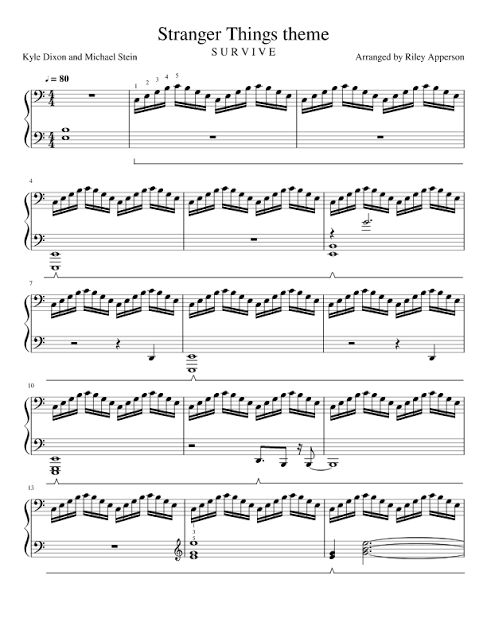 Stranger Things theme
S U R V I V E
Kyle Dixon and Michael Stein
Arranged by Riley Apperson
♩ = 80
1 2 3 4 5
4
7
10
13